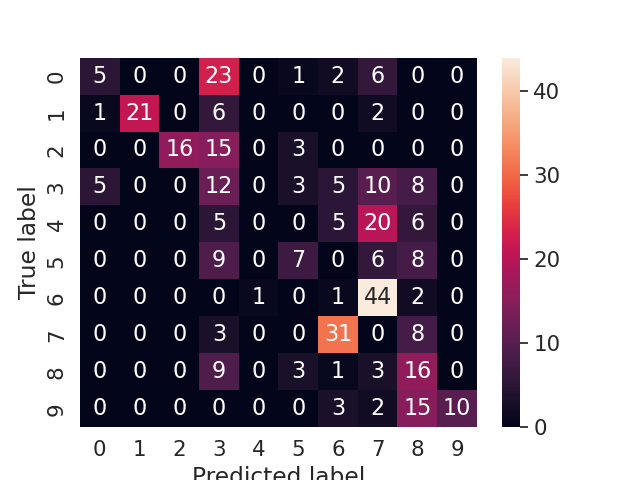 0 5 0 0 23 0 1 2 6 0 0
1 1 21 0 6 0 0 0 2 0 0
2 0 0 16 15 0 3 0 0 0 0
3 5 0 0 12 0 3 5 10 8 0
4 0 0 0 5 0 0 5 20 6 0
5 0 0 0 9 0 7 0 6 8 0
6 0 0 0 0 1 0 1 44 2 0
7 0 0 0 3 0 0 31 0 8 0
8 0 0 0 9 0 3 1 3 16 0
9 0 0 0 0 0 0 3 2 15 10
0 1 2 3 4 5 6 7 8 9
True label
Predicted label
40
30
20
10
0